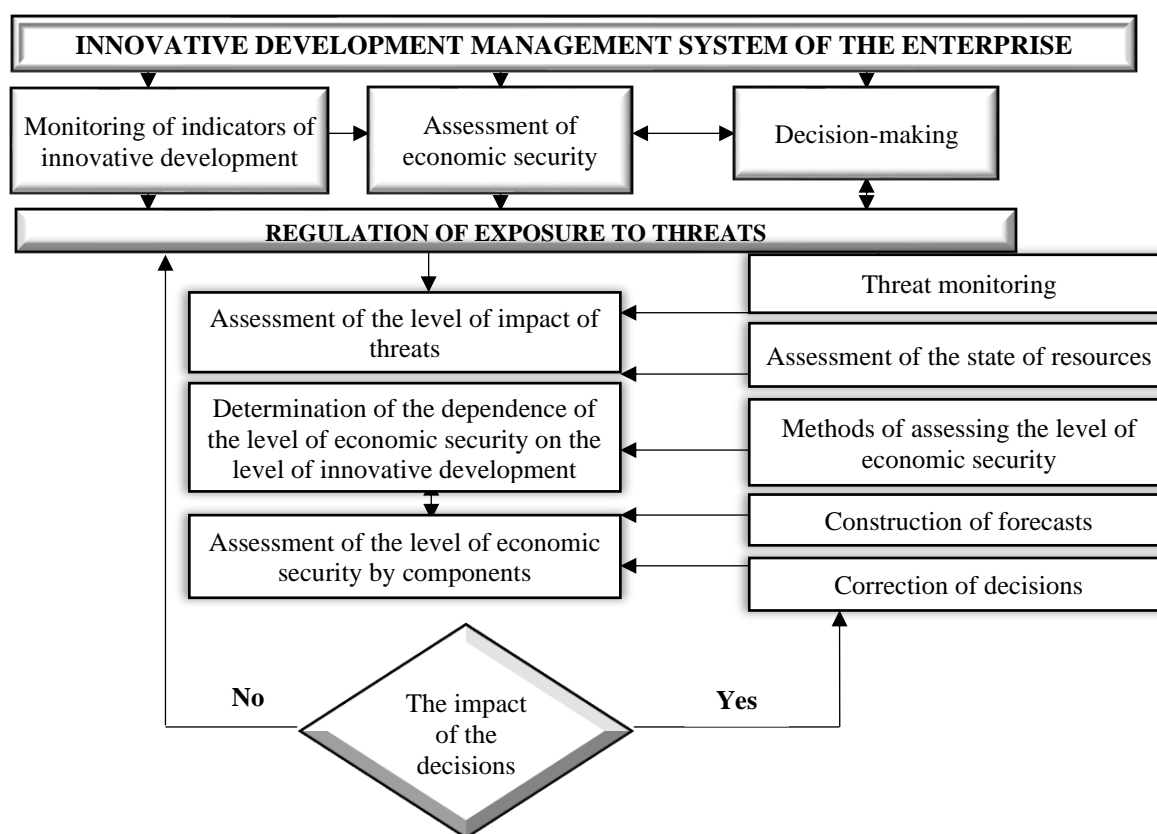 INNOVATIVE DEVELOPMENT MANAGEMENT SYSTEM OF THE ENTERPRISE
Monitoring of indicators of
innovative development
Assessment of
economic security
Decision-making
REGULATION OF EXPOSURE TO THREATS
Assessment of the level of impact of
threats
Determination of the dependence of
the level of economic security on the
level of innovative development
Assessment of the level of economic
security by components
Threat monitoring
Assessment of the state of resources
Methods of assessing the level of
economic security
Construction of forecasts
Correction of decisions
No
The impact
of the
decisions
Yes